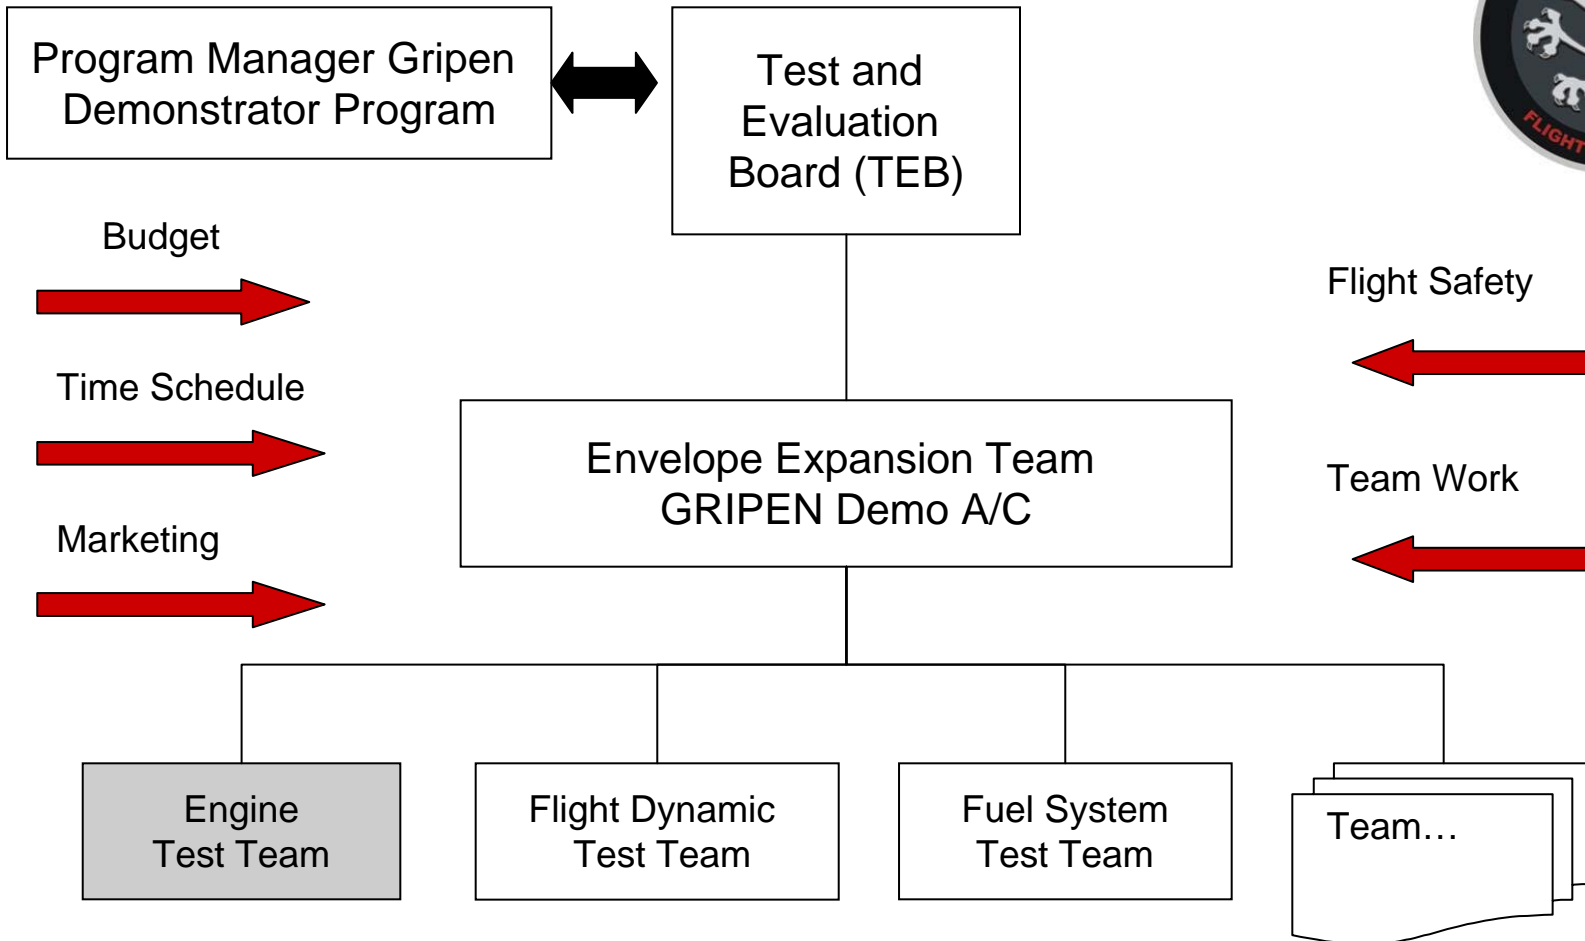 Program Manager Gripen
Demonstrator Program
Test and
Evaluation
Board (TEB)
FLIGHT
Budget
Flight Safety
Time Schedule
Envelope Expansion Team
GRIPEN Demo A/C
Team Work
Marketing
Engine
Test Team
Flight Dynamic
Test Team
Fuel System
Test Team
Team…